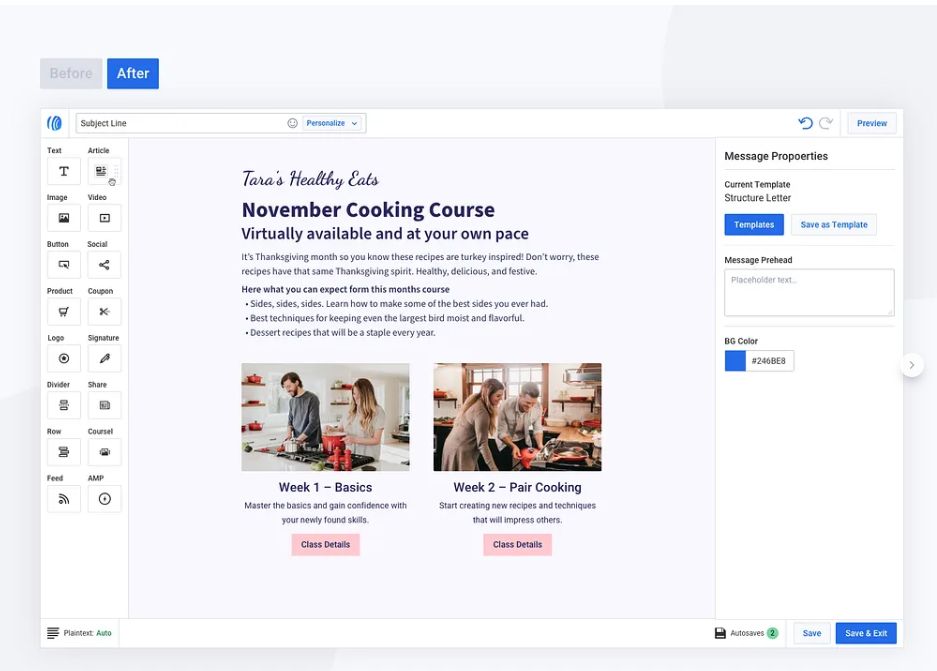 Before
After
Subject Line
Personalize
Preview
Text
Article
Image
Video
Button
Social
Product
Coupon
Logo
Signature
Divider
Share
Row
Coursel
Feed
AMP
Tara's Healthy Eats
November Cooking Course
Virtually available and at your own pace
It's Thanksgiving month so you know these recipes are turkey inspired! Don't worry, these
recipes have that same Thanksgiving spirit. Healthy, delicious, and festive.
Here what you can expect form this months course
• Sides, sides, sides. Learn how to make some of the best sides you ever had.
• Best techniques for keeping even the largest bird moist and flavorful.
• Dessert recipes that will be a staple every year.
Week 1 – Basics
Master the basics and gain confidence with
your newly found skills.
Class Details
Week 2 – Pair Cooking
Start creating new recipes and techniques
that will impress others.
Class Details
Message Propoerties
Current Template
Structure Letter
Templates
Save as Template
Message Prehead
Placeholder text...
BG Color
#246BE8
Plaintext: Auto
Autosaves 2
Save
Save & Exit